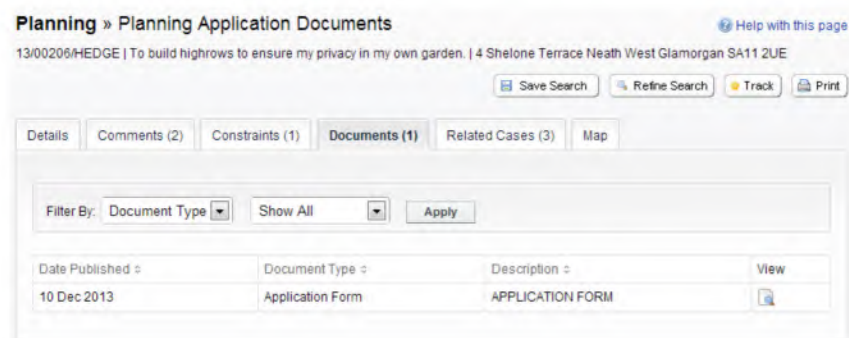 Planning » Planning Application Documents
Help with this page
13/00206/HEDGE | To build highrows to ensure my privacy in my own garden. | 4 Shelone Terrace Neath West Glamorgan SA11 2UE
Save Search Refine Search Track Print
Details Comments (2) Constraints (1) Documents (1) Related Cases (3) Map
Filter By: Document Type Show All Apply
Date Published Document Type Description View
10 Dec 2013 Application Form APPLICATION FORM